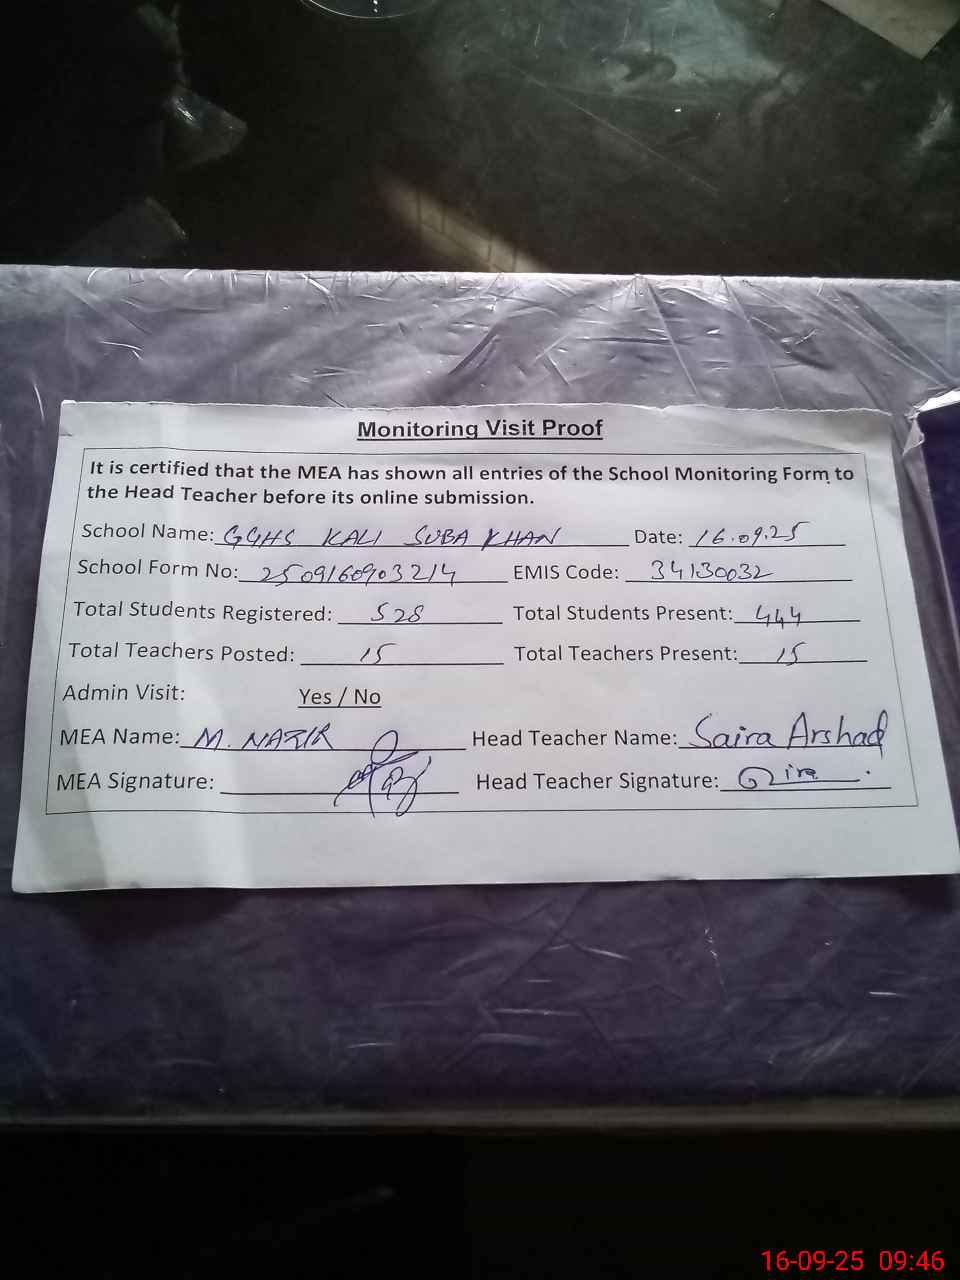 Monitoring Visit Proof
It is certified that the MEA has shown all entries of the School Monitoring Form to
the Head Teacher before its online submission.
School Name: GGHS KALI SUBA KHAN Date: 16.09.25
School Form No: 2509160903214 EMIS Code: 34130032
Total Students Registered: 528 Total Students Present: 444
Total Teachers Posted: 15 Total Teachers Present: 15
Admin Visit: Yes / No
MEA Name: M. NAZIR Head Teacher Name: Saira Arshad
MEA Signature: Head Teacher Signature:
16-09-25 09:46